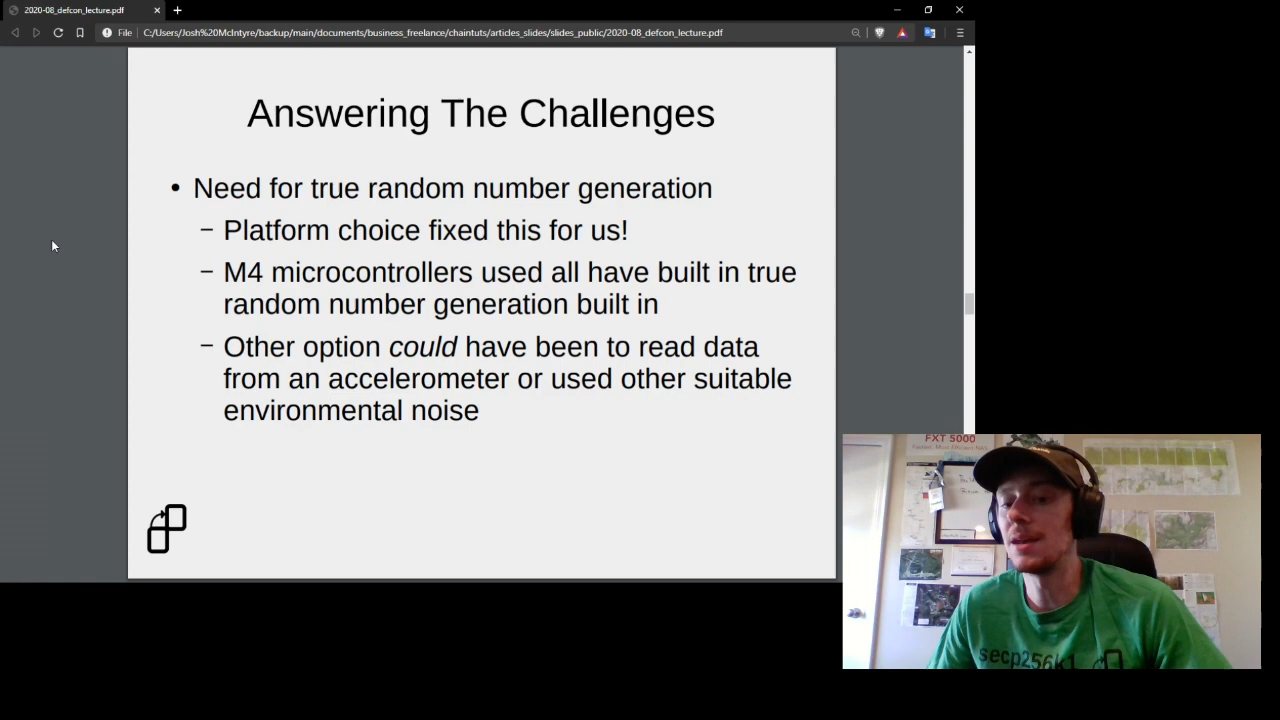 2020-08_defcon_lecture.pdf
File
C:/Users/Josh%20McIntyre/backup/main/documents/business_freelance/chaintuts/articles_slides/slides_public/2020-08_defcon_lecture.pdf
Answering The Challenges
• Need for true random number generation
– Platform choice fixed this for us!
– M4 microcontrollers used all have built in true
random number generation built in
– Other option could have been to read data
from an accelerometer or used other suitable
environmental noise
FXT 5000
secp256k1